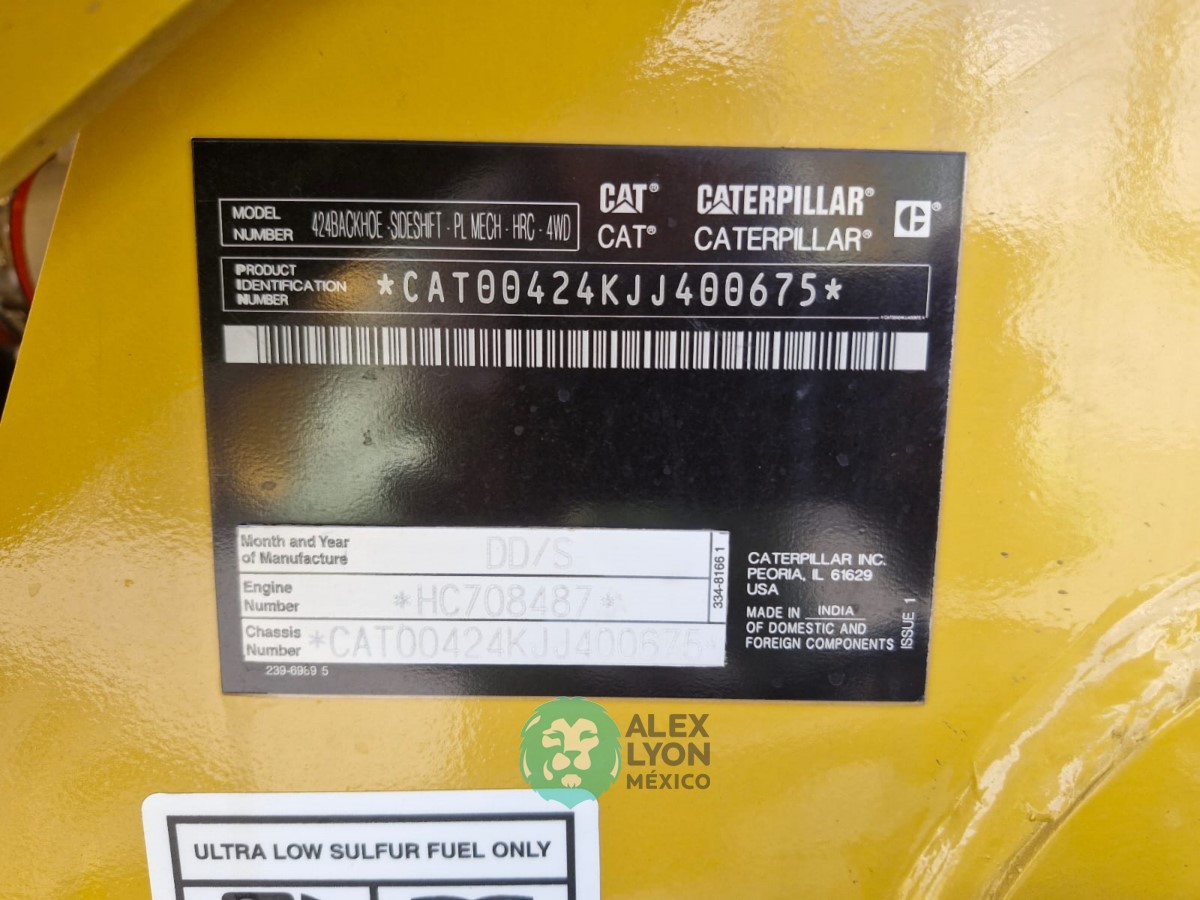 MODEL NUMBER 424BACKHOE -SIDESHIFT - PL MECH - HRC - 4WD
CAT® CATERPILLAR®
CAT® CATERPILLAR®
PRODUCT IDENTIFICATION NUMBER *CAT00424KJJ400675*
Month and Year of Manufacture DD/S
Engine Number *HC708487*
Chassis Number *CAT00424KJJ400675*
334-8166 1
239-6969 5
CATERPILLAR INC.
PEORIA, IL 61629
USA
MADE IN INDIA
OF DOMESTIC AND
FOREIGN COMPONENTS
ISSUE 1
ALEX
LYON
MÉXICO
ULTRA LOW SULFUR FUEL ONLY